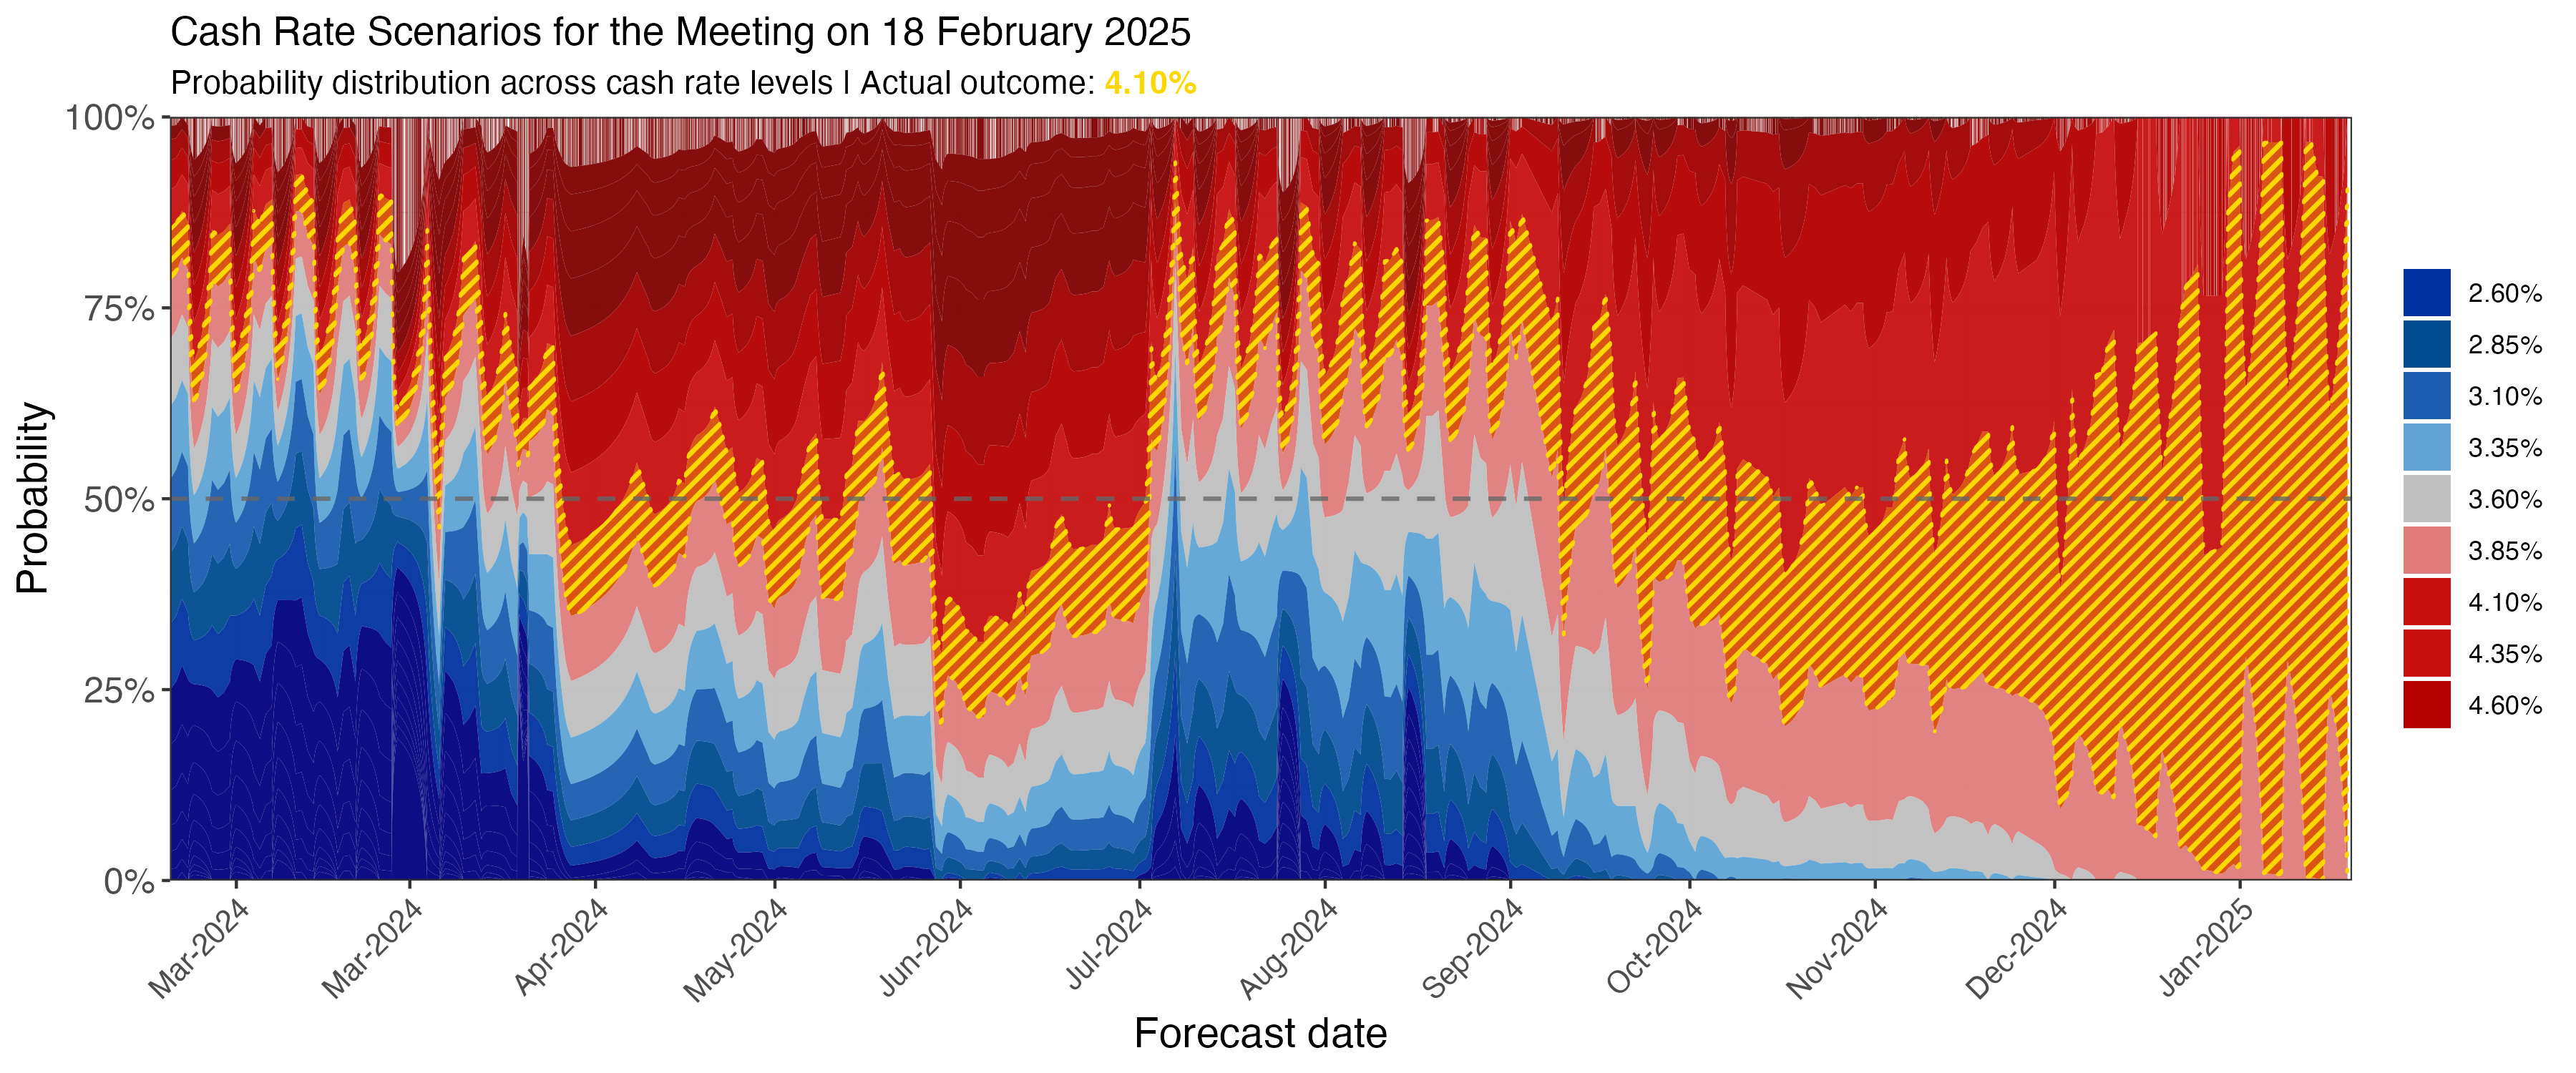 Cash Rate Scenarios for the Meeting on 18 February 2025
Probability distribution across cash rate levels | Actual outcome: 4.10%
100%
75%
50%
25%
0%
Probability
Mar-2024
Mar-2024
Apr-2024
May-2024
Jun-2024
Jul-2024
Aug-2024
Sep-2024
Oct-2024
Nov-2024
Dec-2024
Jan-2025
Forecast date
2.60%
2.85%
3.10%
3.35%
3.60%
3.85%
4.10%
4.35%
4.60%